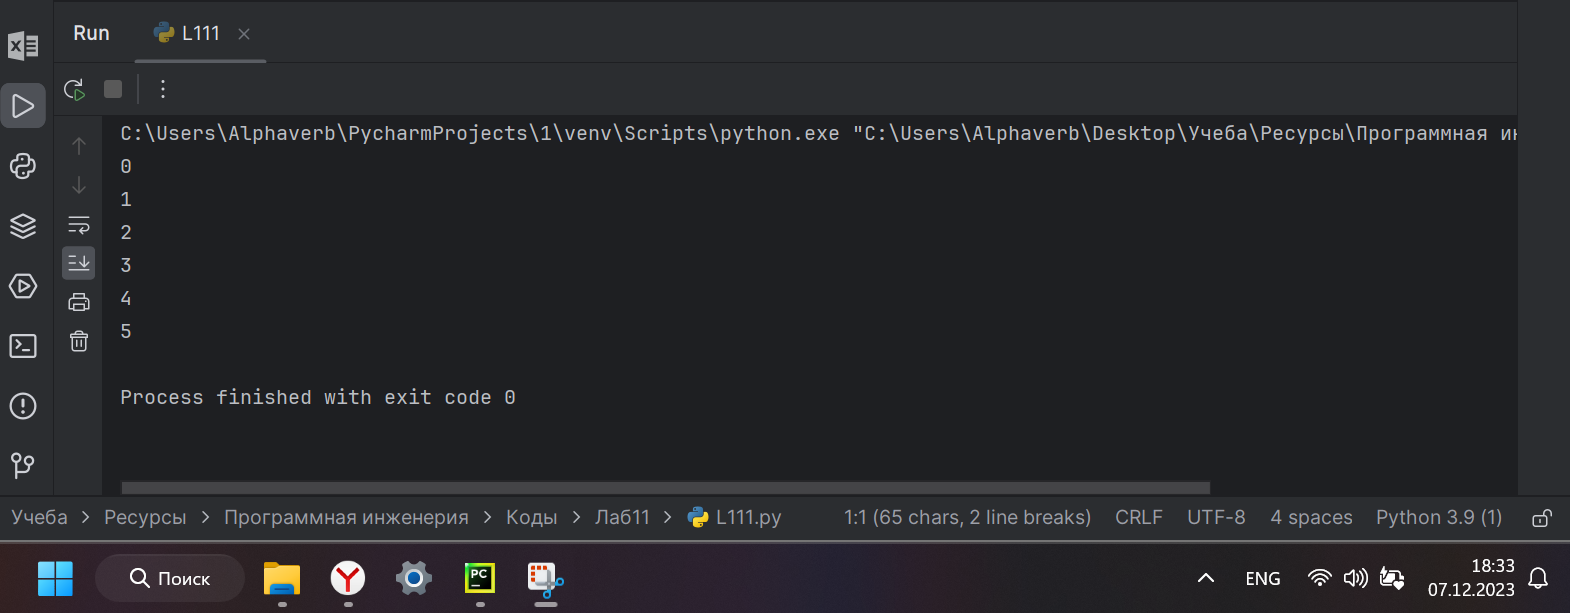 Run L111
C:\Users\Alphaverb\PycharmProjects\1\venv\Scripts\python.exe "C:\Users\Alphaverb\Desktop\Учеба\Ресурсы\Программная ин
0
1
2
3
4
5
Process finished with exit code 0
Учеба > Ресурсы > Программная инженерия > Коды > Лаб11 > L111.py 1:1 (65 chars, 2 line breaks) CRLF UTF-8 4 spaces Python 3.9 (1)
Поиск PC ENG 18:33
07.12.2023